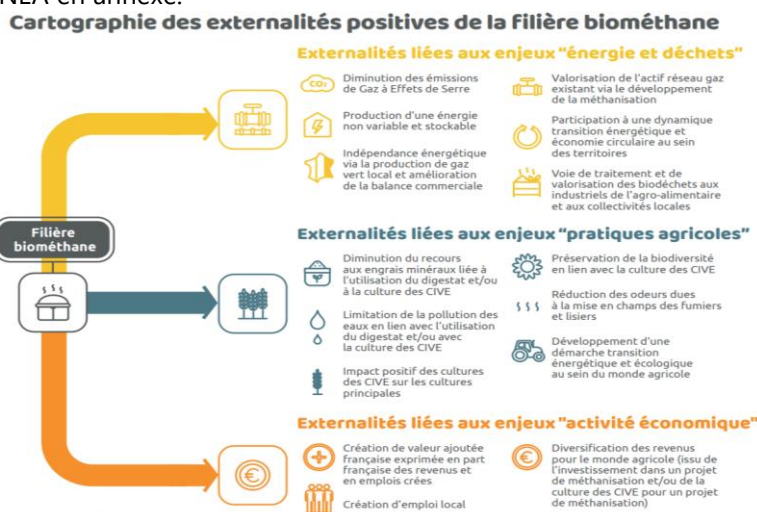 NEA en annexe.
Cartographie des externalités positives de la filière biométhane
Filière
biométhane
Externalités liées aux enjeux "énergie et déchets"
CO₂
Diminution des émissions
de Gaz à Effets de Serre
Production d'une énergie
non variable et stockable
Indépendance énergétique
via la production de gaz
vert local et amélioration
de la balance commerciale
Valorisation de l'actif réseau gaz
existant via le développement
de la méthanisation
Participation à une dynamique
transition énergétique et
économie circulaire au sein
des territoires
Voie de traitement et de
valorisation des biodéchets aux
industriels de l'agro-alimentaire
et aux collectivités locales
Externalités liées aux enjeux "pratiques agricoles"
Diminution du recours
aux engrais minéraux liée à
l'utilisation du digestat et/ou
à la culture des CIVE
Limitation de la pollution des
eaux en lien avec l'utilisation
du digestat et/ou avec
la culture des CIVE
Impact positif des cultures
des CIVE sur les cultures
principales
Préservation de la biodiversité
en lien avec la culture des CIVE
Réduction des odeurs dues
à la mise en champs des fumiers
et lisiers
Développement d'une
démarche transition
énergétique et écologique
au sein du monde agricole
Externalités liées aux enjeux "activité économique"
Création de valeur ajoutée
française exprimée en part
française des revenus et
en emplois crées
Création d'emploi local
€
Diversification des revenus
pour le monde agricole (issu de
l'investissement dans un projet
de méthanisation et/ou de la
culture des CIVE pour un projet
de méthanisation)